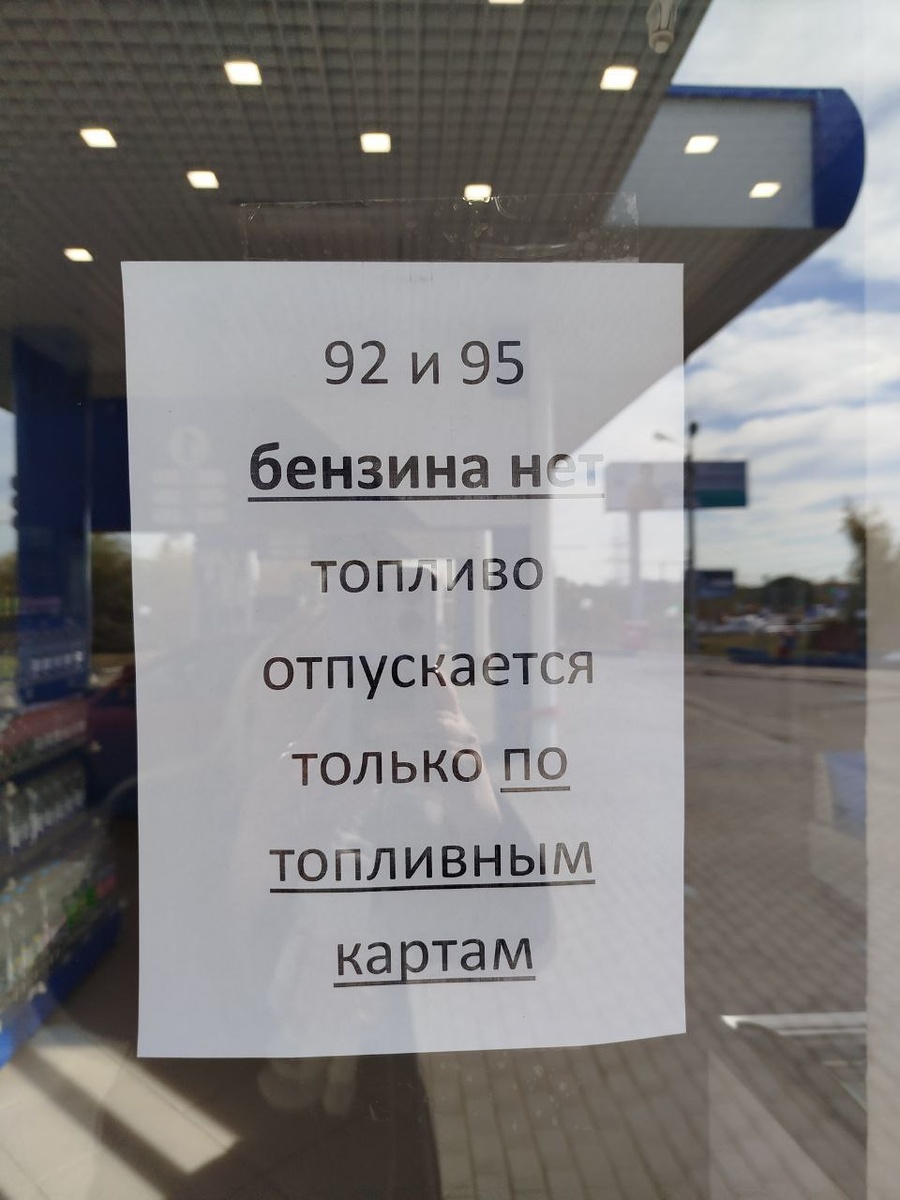 92 и 95
бензина нет
топливо
отпускается
только по
топливным
картам